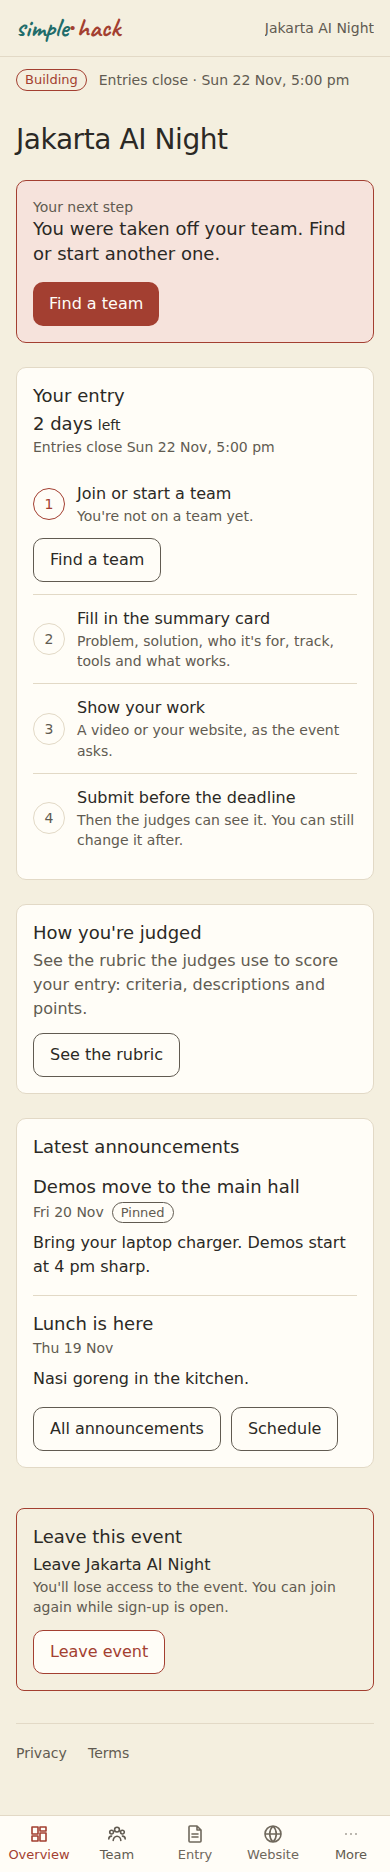 simple·hack
Jakarta AI Night
Building
Entries close · Sun 22 Nov, 5:00 pm
Jakarta AI Night
Your next step
You were taken off your team. Find
or start another one.
Find a team
Your entry
2 days left
Entries close Sun 22 Nov, 5:00 pm
1
Join or start a team
You're not on a team yet.
Find a team
2
Fill in the summary card
Problem, solution, who it's for, track,
tools and what works.
3
Show your work
A video or your website, as the event
asks.
4
Submit before the deadline
Then the judges can see it. You can still
change it after.
How you're judged
See the rubric the judges use to score
your entry: criteria, descriptions and
points.
See the rubric
Latest announcements
Demos move to the main hall
Fri 20 Nov Pinned
Bring your laptop charger. Demos start
at 4 pm sharp.
Lunch is here
Thu 19 Nov
Nasi goreng in the kitchen.
All announcements Schedule
Leave this event
Leave Jakarta AI Night
You'll lose access to the event. You can join
again while sign-up is open.
Leave event
Privacy Terms
Overview Team Entry Website More